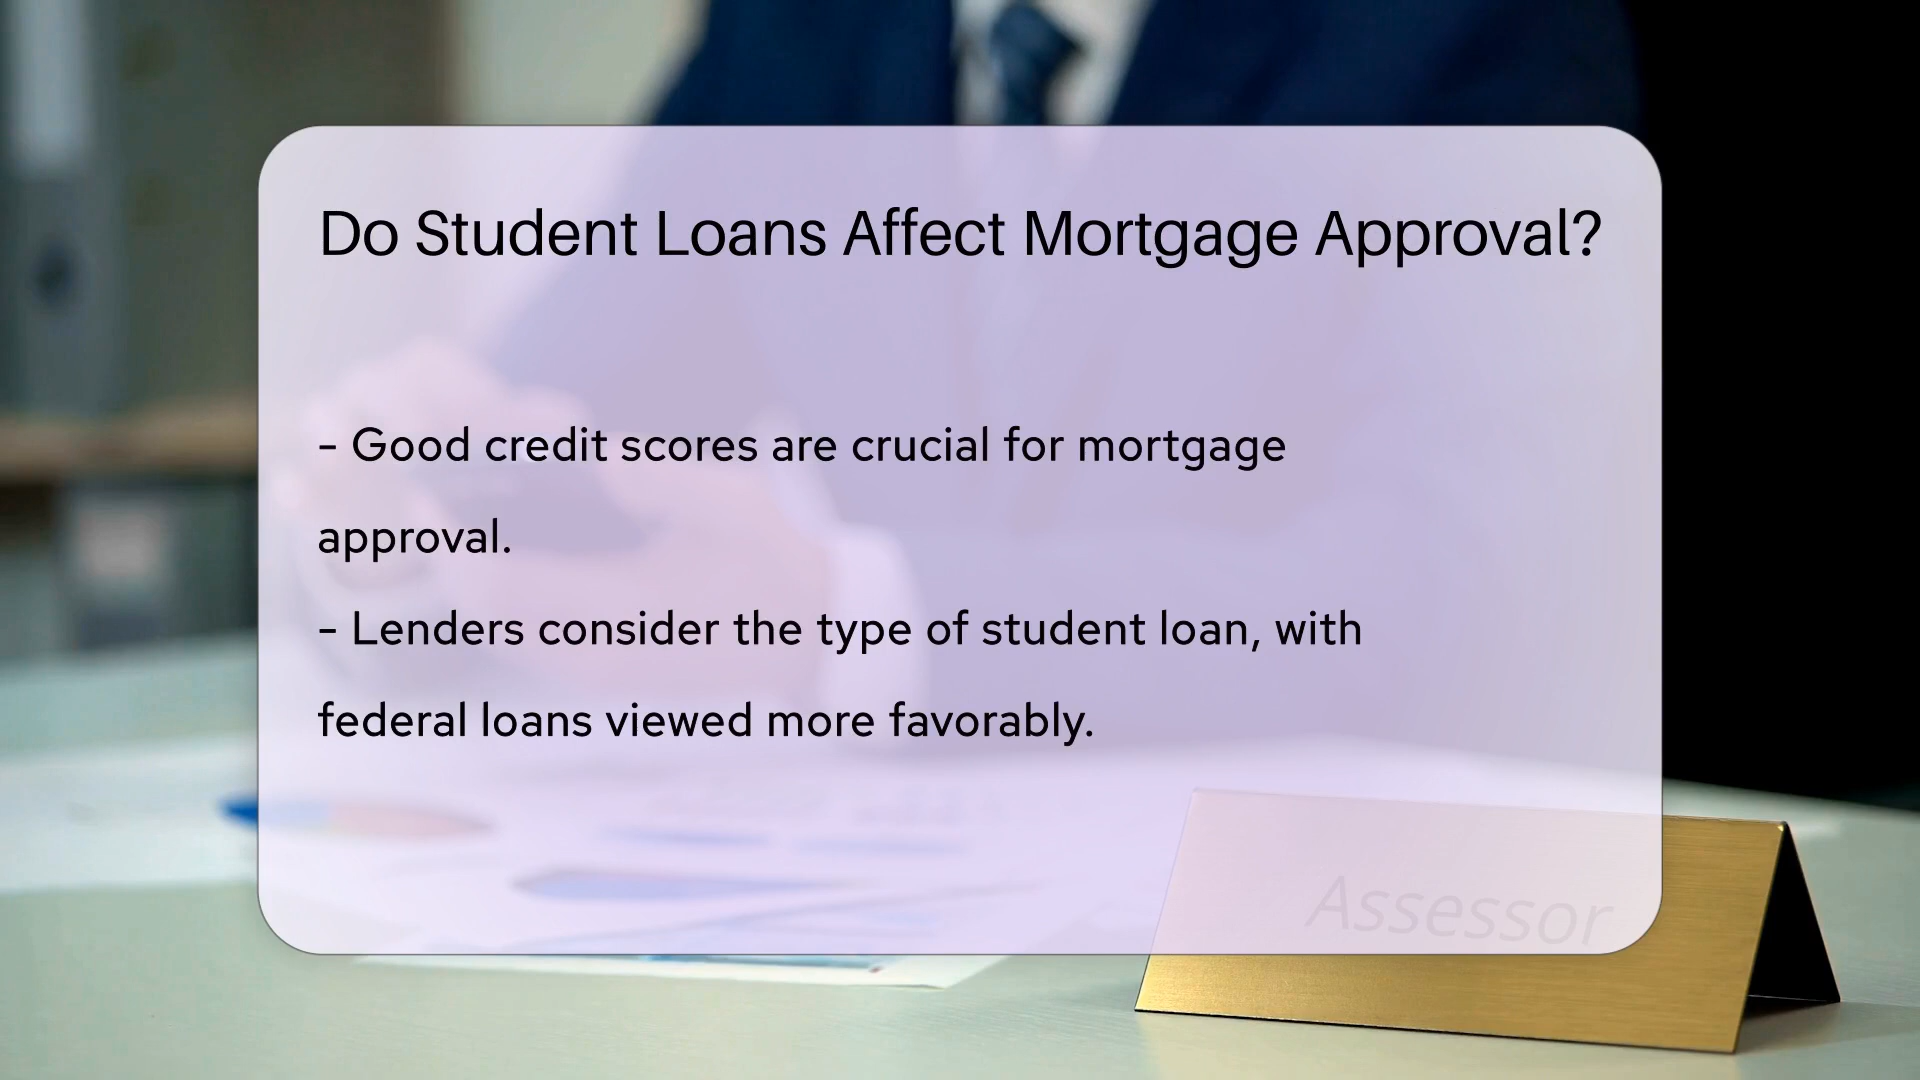 Do Student Loans Affect Mortgage Approval?
- Good credit scores are crucial for mortgage
approval.
- Lenders consider the type of student loan, with
federal loans viewed more favorably.
Assessor